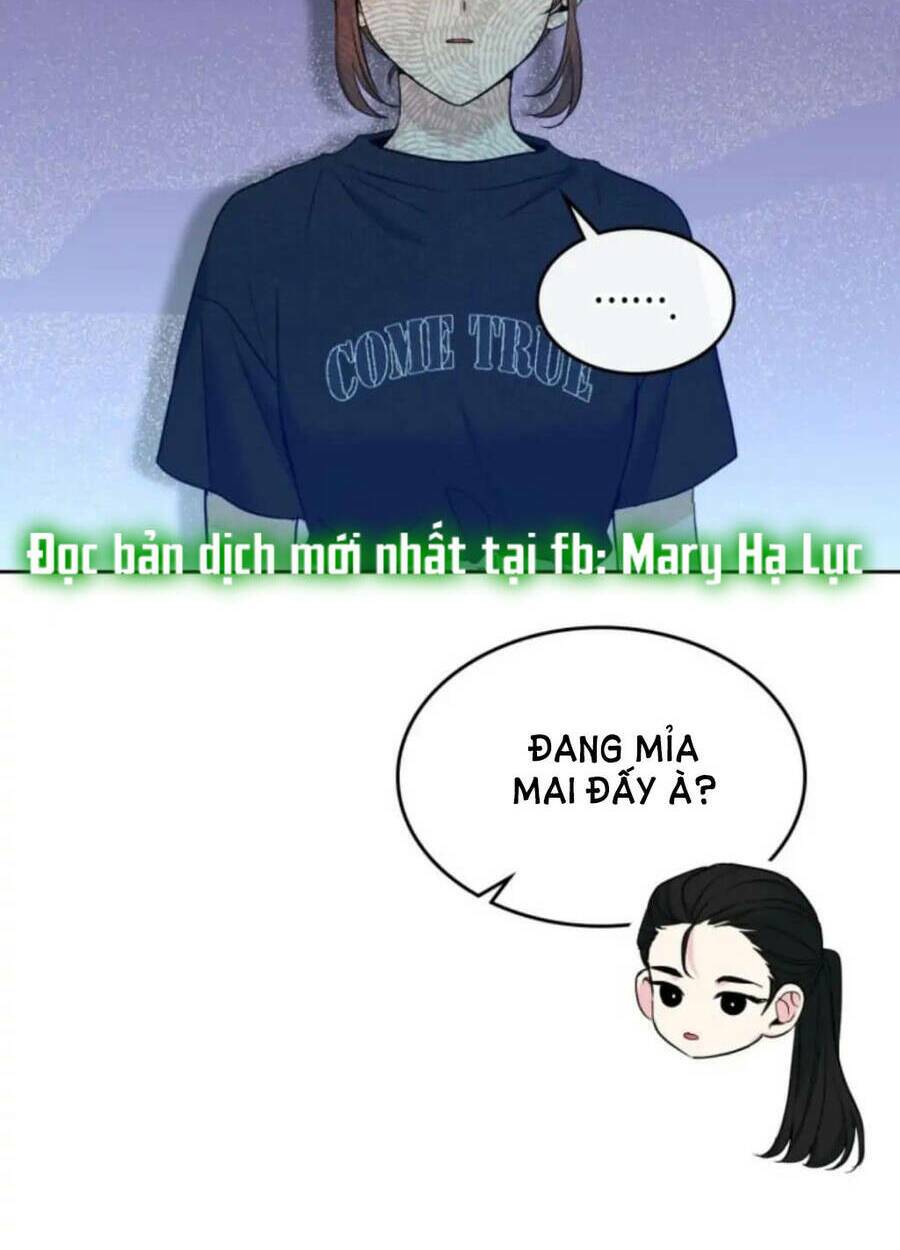 .......
COME TRUE
Đọc bản dịch mới nhất tại fb: Mary Hạ Lục
ĐANG MỈA
MAI ĐẤY À?